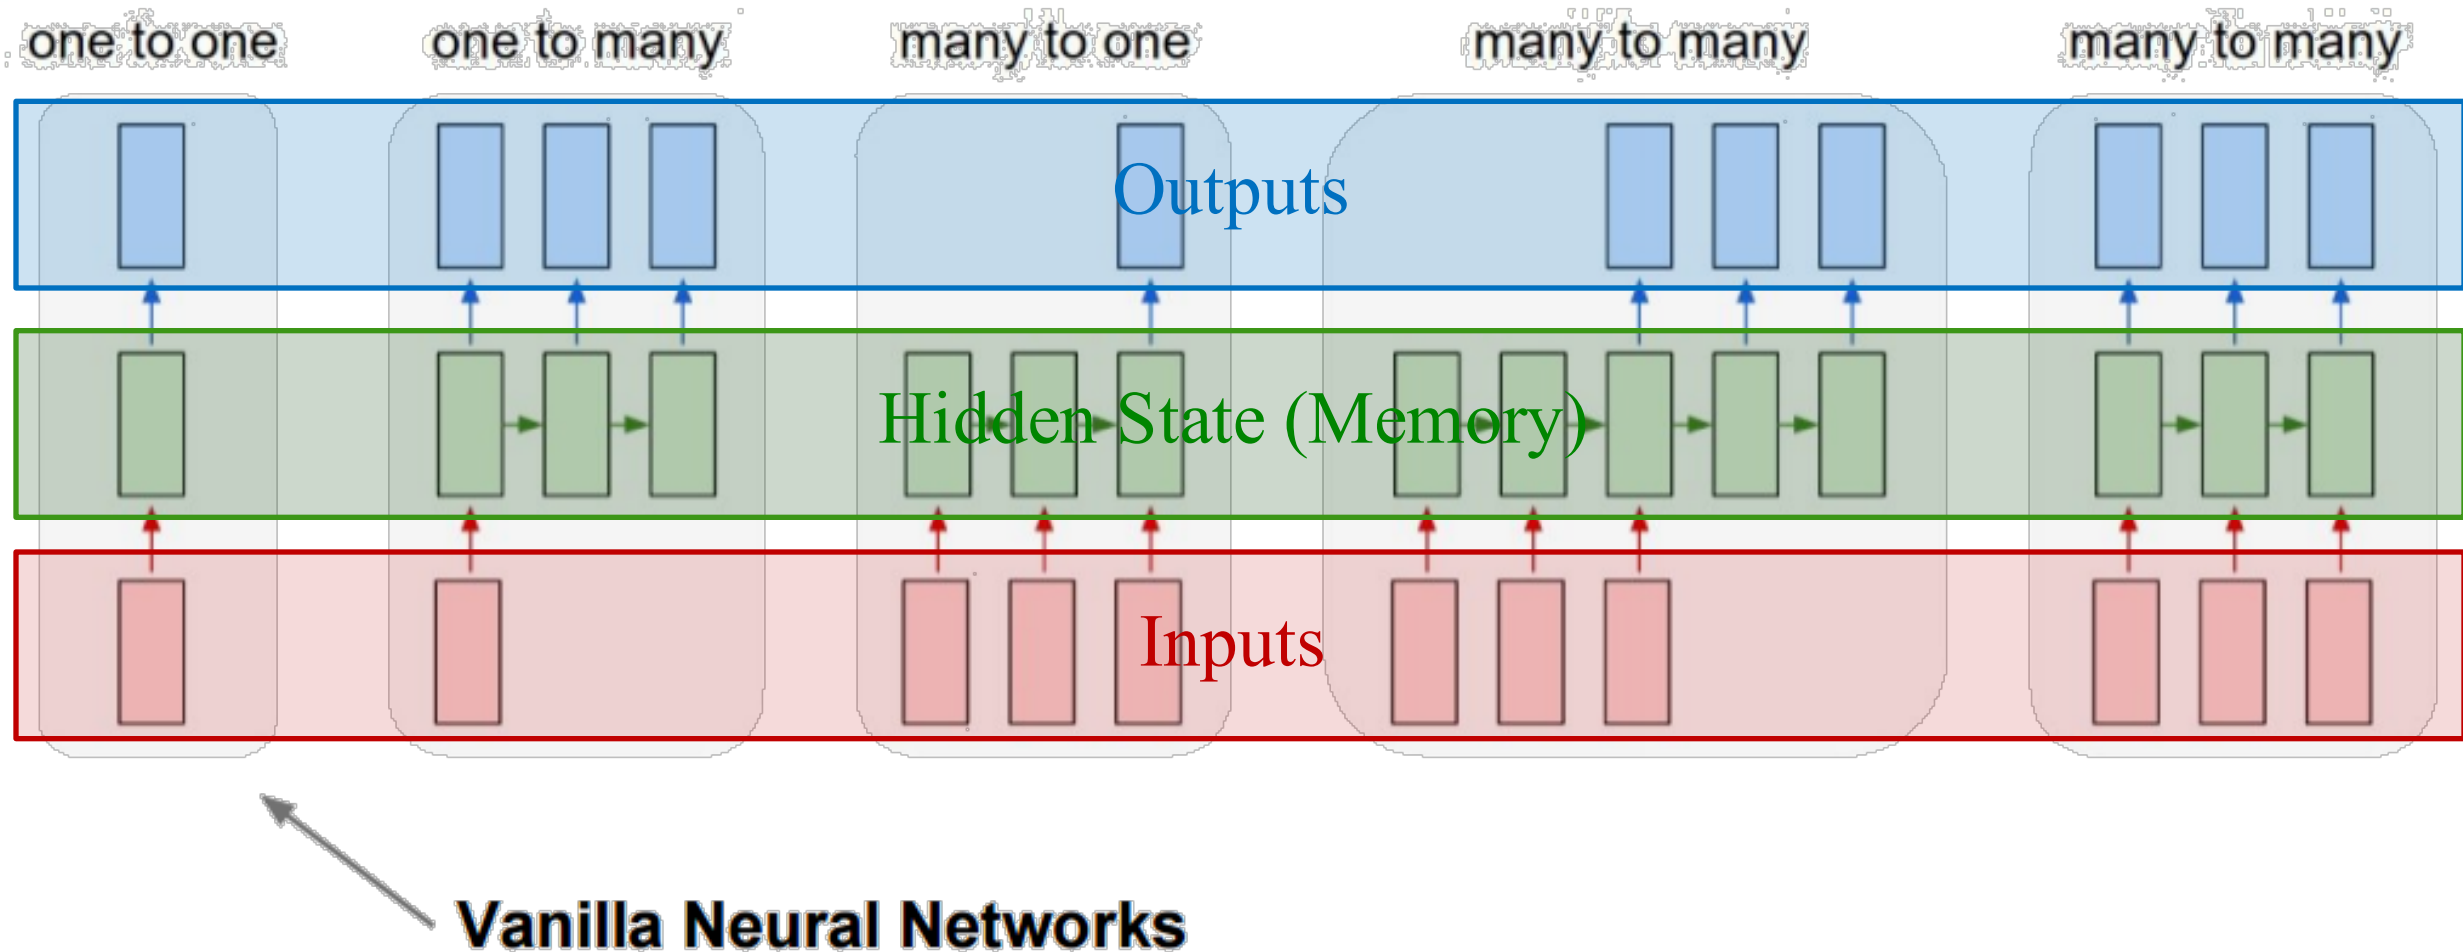 one to one
one to many
many to one
many to many
many to many
Outputs
Hidden State (Memory)
Inputs
Vanilla Neural Networks